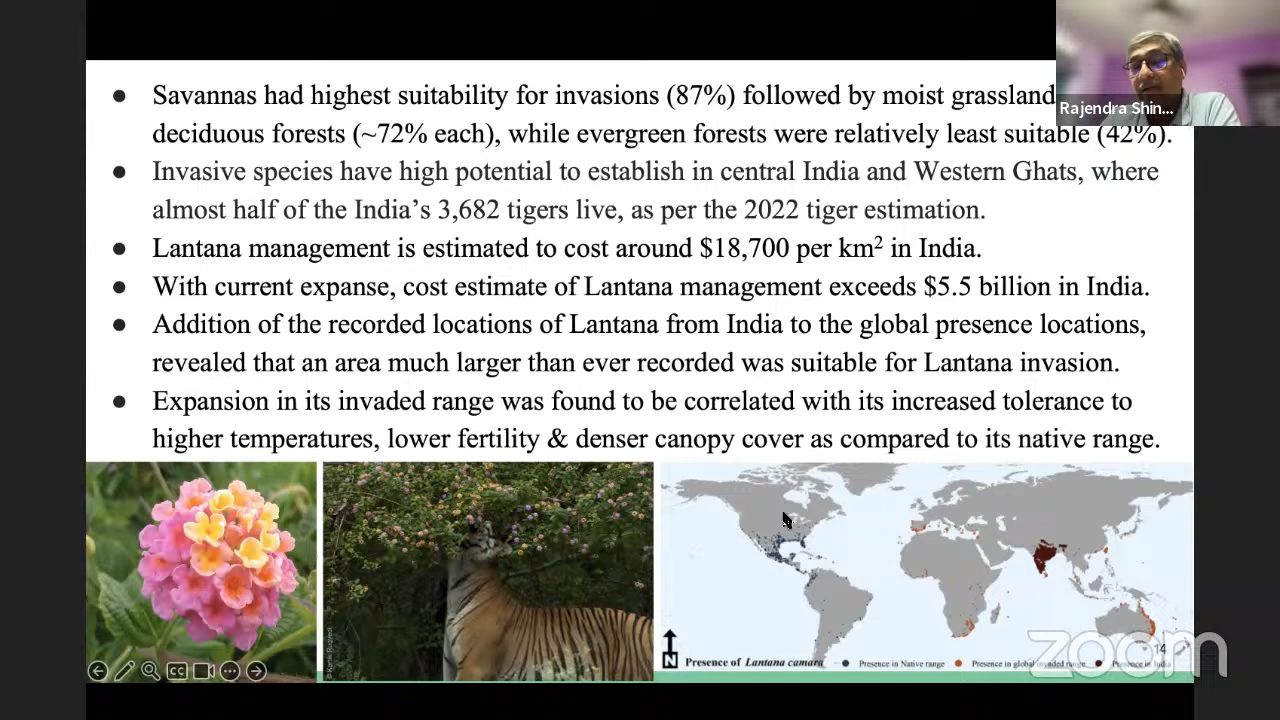 ● Savannas had highest suitability for invasions (87%) followed by moist grassland
deciduous forests (~72% each), while evergreen forests were relatively least suitable (42%).
● Invasive species have high potential to establish in central India and Western Ghats, where
almost half of the India's 3,682 tigers live, as per the 2022 tiger estimation.
● Lantana management is estimated to cost around $18,700 per km² in India.
● With current expanse, cost estimate of Lantana management exceeds $5.5 billion in India.
● Addition of the recorded locations of Lantana from India to the global presence locations,
revealed that an area much larger than ever recorded was suitable for Lantana invasion.
● Expansion in its invaded range was found to be correlated with its increased tolerance to
higher temperatures, lower fertility & denser canopy cover as compared to its native range.
Rajendra Shin...
CC
N
Presence of Lantana camara
Presence in Native range
Presence in global invaded range
Presence in India
14
zoom